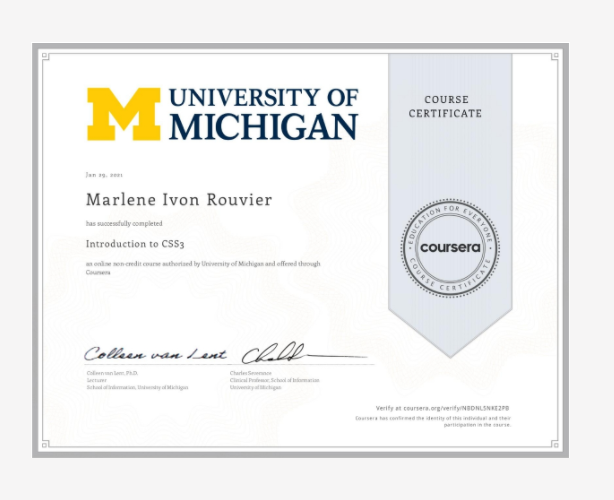 UNIVERSITY OF
MICHIGAN
COURSE
CERTIFICATE
Jan 29, 2021
Marlene Ivon Rouvier
has successfully completed
Introduction to CSS3
an online non-credit course authorized by University of Michigan and offered through
Coursera
EDUCATION FOR EVERYONE
coursera
COURSE CERTIFICATE
Colleen van Lent
Colleen van Lent, Ph.D.
Lecturer
School of Information, University of Michigan
Charles Severance
Clinical Professor, School of Information
University of Michigan
Verify at coursera.org/verify/
Coursera has confirmed the identity of this individual and their
participation in the course.